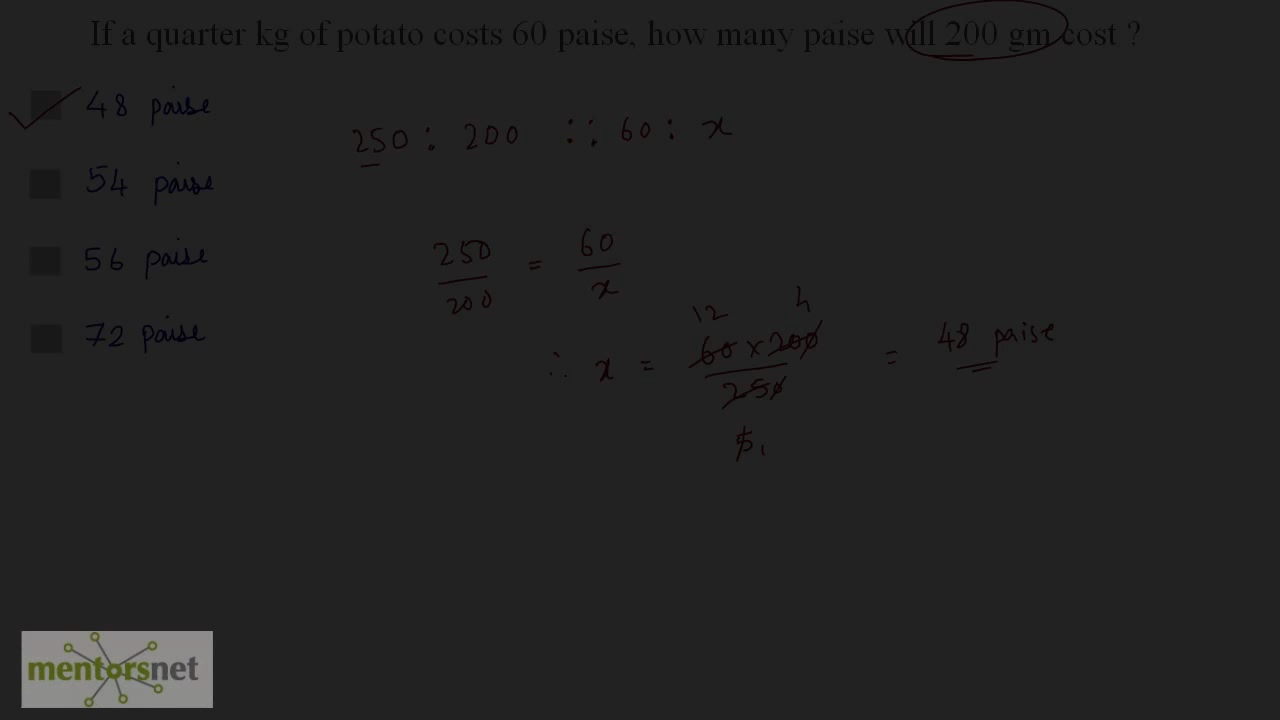 If a quarter kg of potato costs 60 paise, how many paise will 200 gm cost ?
48 paise
54 paise
56 paise
72 paise
250 : 200 :: 60 : x
250 = 60
200 x
12 4
∴ x = 60 x 200 = 48 paise
250
5 1
mentorsnet